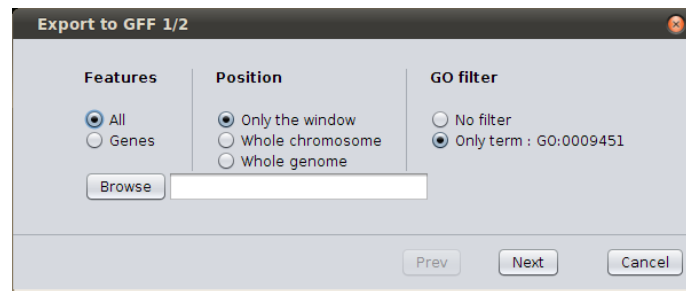 Export to GFF 1/2
Features Position GO filter
All Only the window No filter
Genes Whole chromosome Only term : GO:0009451
Whole genome
Browse
Prev Next Cancel